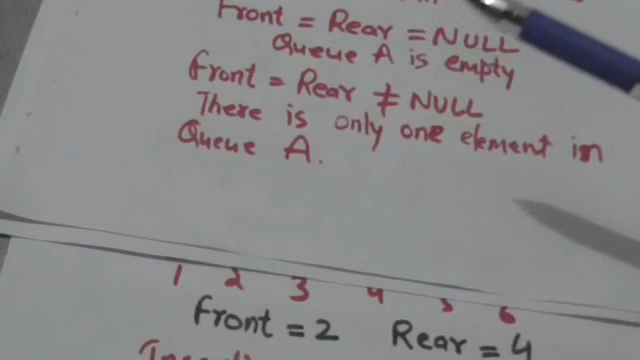 Front = Rear = NULL
Queue A is empty
Front = Rear ≠ NULL
There is only one element in
Queue A.
1 2 3 4 5 6
Front = 2 Rear = 4